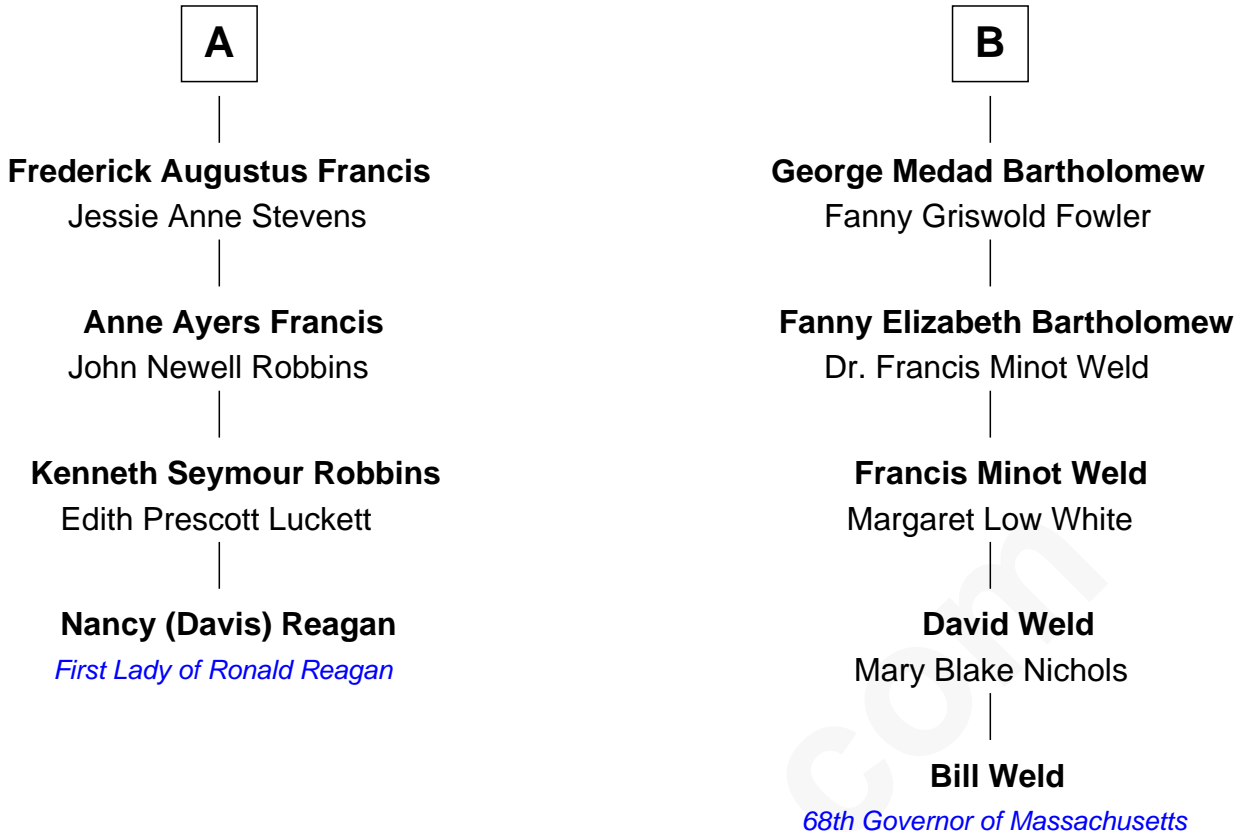 A
Frederick Augustus Francis
Jessie Anne Stevens
Anne Ayers Francis
John Newell Robbins
Kenneth Seymour Robbins
Edith Prescott Luckett
Nancy (Davis) Reagan
First Lady of Ronald Reagan
B
George Medad Bartholomew
Fanny Griswold Fowler
Fanny Elizabeth Bartholomew
Dr. Francis Minot Weld
Francis Minot Weld
Margaret Low White
David Weld
Mary Blake Nichols
Bill Weld
68th Governor of Massachusetts
com